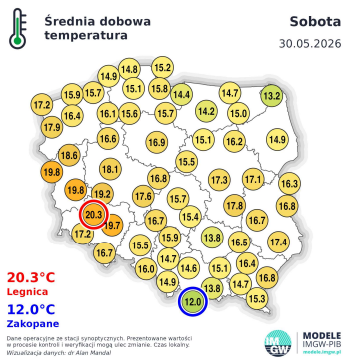 Średnia dobowa
temperatura
Sobota
30.05.2026
14.9 14.8 15.2
15.9 15.7 15.1 15.8 14.4 14.7 13.2
17.2
16.4 16.1 15.6 15.7 14.2 15.0
17.9
16.6 16.9 15.1 16.2 14.9
18.6 15.5
19.8 18.1 17.3 17.1 16.3
19.8 19.2 16.8
17.6 15.7 17.8 16.8
20.3 16.7 15.4 16.7
19.7
17.2 15.9 13.8 16.5 17.4
16.7 15.5
14.7 16.4
16.0 14.6 15.1 16.8
14.9 13.8 14.7
12.0 15.3
20.3°C
Legnica
12.0°C
Zakopane
Dane operacyjne ze stacji synoptycznych. Prezentowane wartości
w procesie kontroli i weryfikacji mogą ulec zmianie. Czas lokalny.
Wizualizacja danych: dr Alan Mandal
IM
GW
MODELE
IMGW-PIB
modele.imgw.pl